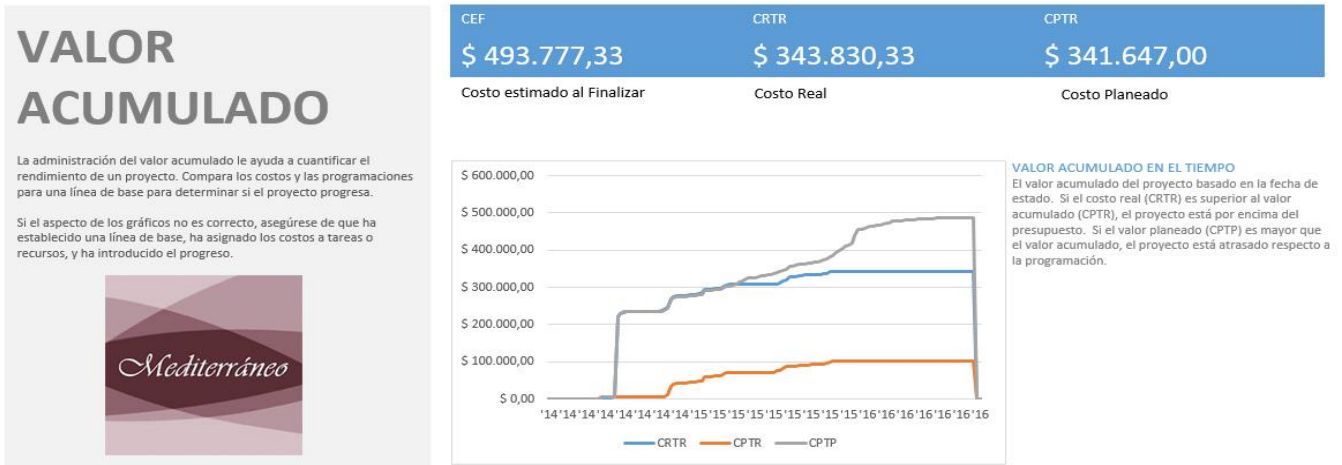 VALOR
ACUMULADO
La administración del valor acumulado le ayuda a cuantificar el
rendimiento de un proyecto. Compara los costos y las programaciones
para una línea de base para determinar si el proyecto progresa.
Si el aspecto de los gráficos no es correcto, asegúrese de que ha
establecido una línea de base, ha asignado los costos a tareas o
recursos, y ha introducido el progreso.
Mediterráneo
CEF
CRTR
CPTR
$ 493.777,33
$ 343.830,33
$ 341.647,00
Costo estimado al Finalizar
Costo Real
Costo Planeado
$ 600.000,00
$ 500.000,00
$ 400.000,00
$ 300.000,00
$ 200.000,00
$ 100.000,00
$ 0,00
'14 '14 '14 '14 '14 '14 '14 '14 '15 '15 '15 '15 '15 '15 '15 '15 '15 '16 '16 '16 '16 '16 '16 '16
CRTR CPTR CPTP
VALOR ACUMULADO EN EL TIEMPO
El valor acumulado del proyecto basado en la fecha de
estado. Si el costo real (CRTR) es superior al valor
acumulado (CPTR), el proyecto está por encima del
presupuesto. Si el valor planeado (CPTP) es mayor que
el valor acumulado, el proyecto está atrasado respecto a
la programación.